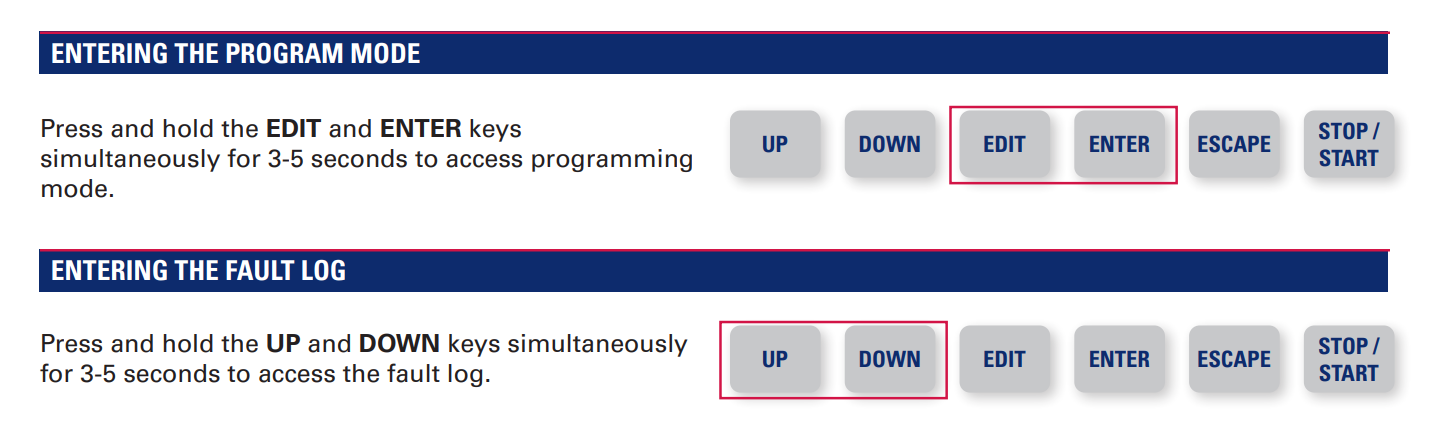 ENTERING THE PROGRAM MODE
Press and hold the EDIT and ENTER keys
simultaneously for 3-5 seconds to access programming
mode.
UP DOWN EDIT ENTER ESCAPE STOP /
START
ENTERING THE FAULT LOG
Press and hold the UP and DOWN keys simultaneously
for 3-5 seconds to access the fault log.
UP DOWN EDIT ENTER ESCAPE STOP /
START